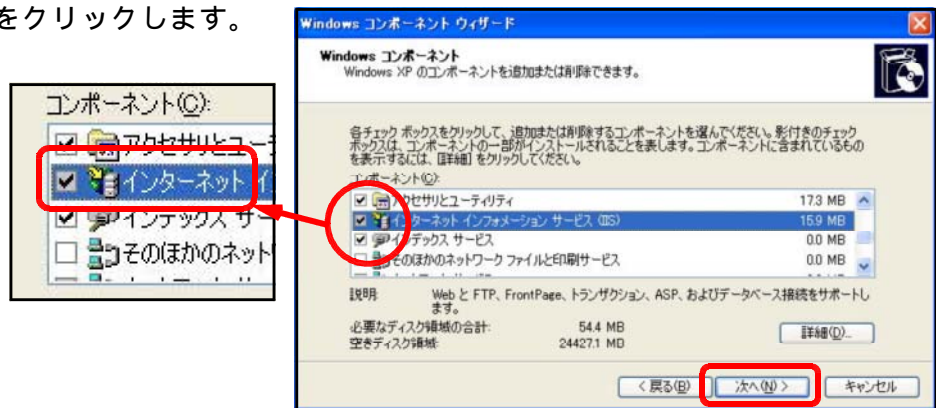 をクリックします。
Windows コンポーネント ウィザード
Windows コンポーネント
Windows XP のコンポーネントを追加または削除できます。
各チェック ボックスをクリックして、追加または削除するコンポーネントを選んでください。影付きのチェック
ボックスは、コンポーネントの一部がインストールされることを表します。コンポーネントに含まれているもの
を表示するには、[詳細] をクリックしてください。
コンポーネント(C):
アクセサリとユーティリティ 17.3 MB
インターネット インフォメーション サービス (IIS) 15.9 MB
インデックス サービス 0.0 MB
そのほかのネットワーク ファイルと印刷サービス 0.0 MB
説明: Web と FTP、FrontPage、トランザクション、ASP、およびデータベース接続をサポートし
ます。
必要なディスク領域の合計: 54.4 MB
空きディスク領域: 24427.1 MB
詳細(D)...
< 戻る(B)
次へ(N) >
キャンセル
コンポーネント(C):
アクセサリとユーテ
インターネット イ
インデックス サー
そのほかのネット